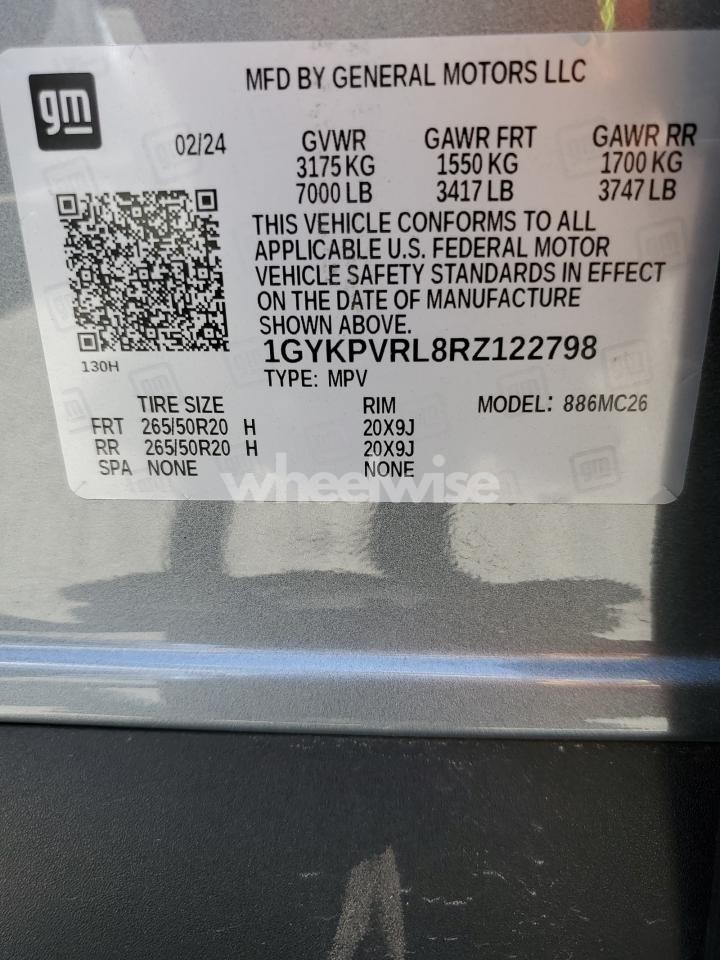 gm
MFD BY GENERAL MOTORS LLC
02/24 GVWR GAWR FRT GAWR RR
3175 KG 1550 KG 1700 KG
7000 LB 3417 LB 3747 LB
THIS VEHICLE CONFORMS TO ALL
APPLICABLE U.S. FEDERAL MOTOR
VEHICLE SAFETY STANDARDS IN EFFECT
ON THE DATE OF MANUFACTURE
SHOWN ABOVE.
130H
1GYKPVRL8RZ122798
TYPE: MPV
TIRE SIZE RIM MODEL: 886MC26
FRT 265/50R20 H 20X9J
RR 265/50R20 H 20X9J
SPA NONE NONE
wheelwise